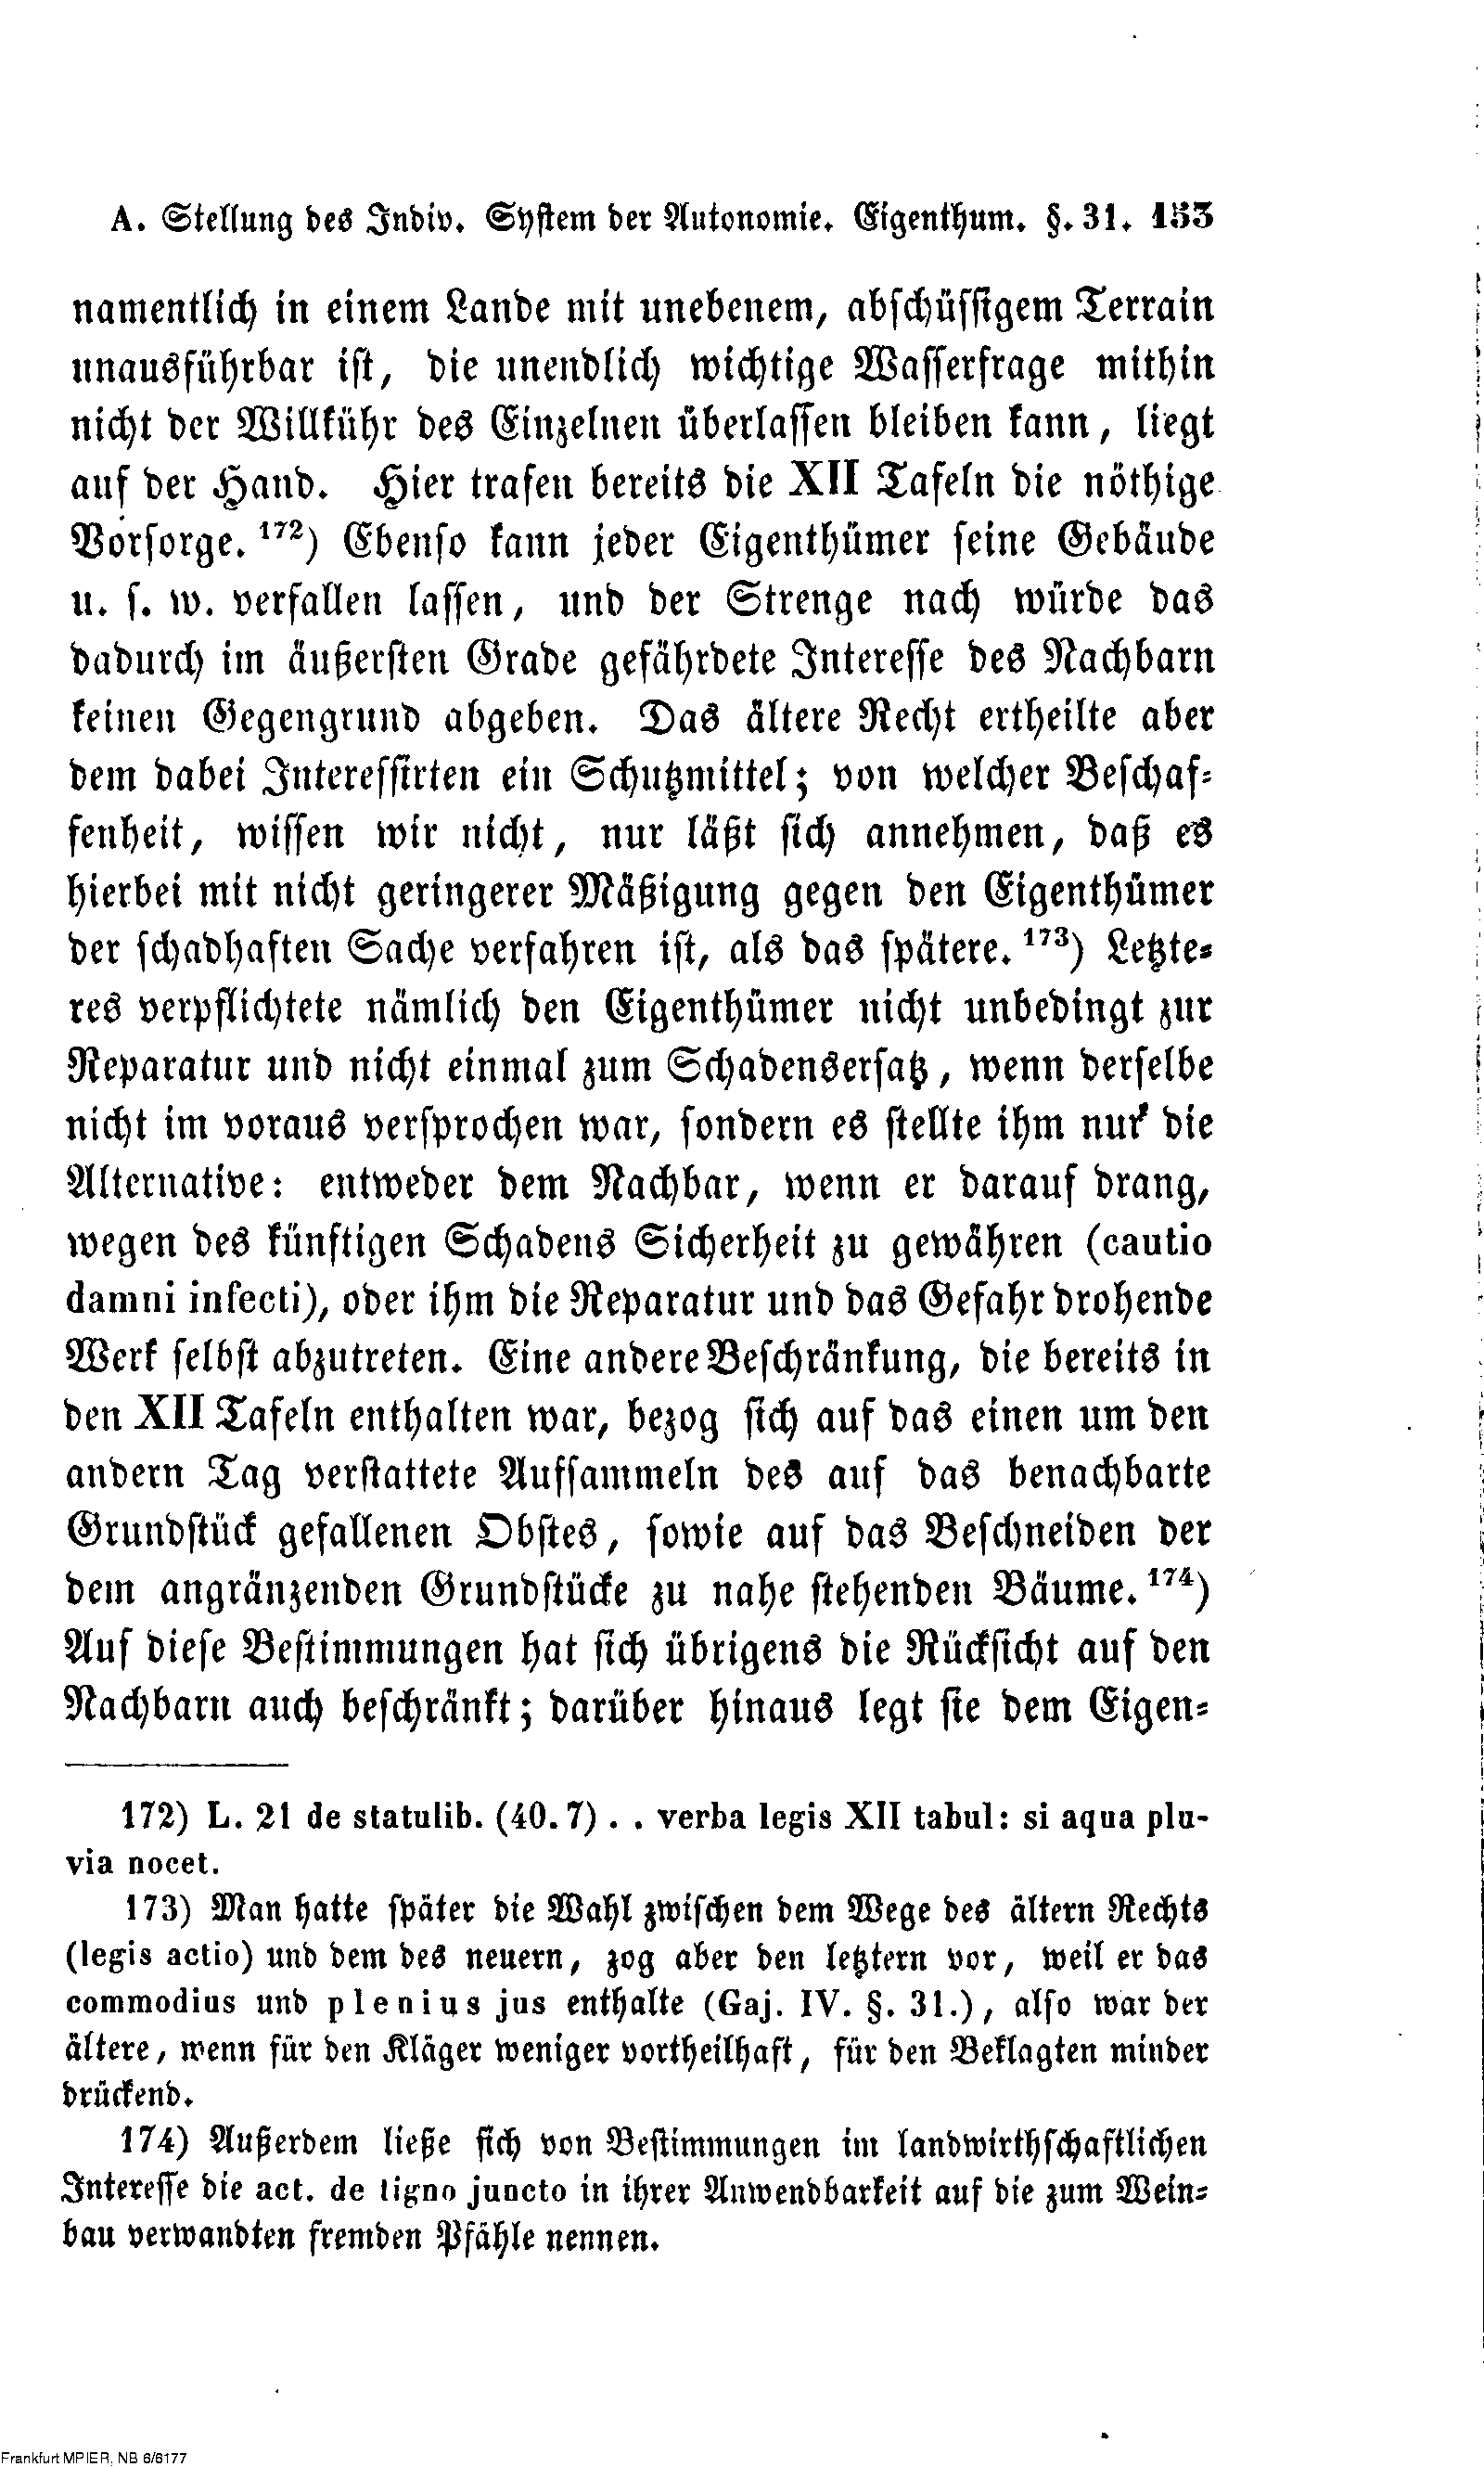 A. Stellung des Indiv. System der Autonomie. Eigenthum. §. 31. 153
namentlich in einem Lande mit unebenem, abschüssigem Terrain
unausführbar ist, die unendlich wichtige Wasserfrage mithin
nicht der Willkühr des Einzelnen überlassen bleiben kann, liegt
auf der Hand. Hier trafen bereits die XII Tafeln die nöthige
Vorsorge. 172) Ebenso kann jeder Eigenthümer seine Gebäude
u. s. w. verfallen lassen, und der Strenge nach würde das
dadurch im äußersten Grade gefährdete Interesse des Nachbarn
keinen Gegengrund abgeben. Das ältere Recht ertheilte aber
dem dabei Interessirten ein Schutzmittel; von welcher Beschaf-
fenheit, wissen wir nicht, nur läßt sich annehmen, daß es
hierbei mit nicht geringerer Mäßigung gegen den Eigenthümer
der schadhaften Sache verfahren ist, als das spätere. 173) Letzte-
res verpflichtete nämlich den Eigenthümer nicht unbedingt zur
Reparatur und nicht einmal zum Schadensersatz, wenn derselbe
nicht im voraus versprochen war, sondern es stellte ihm nur die
Alternative: entweder dem Nachbar, wenn er darauf drang,
wegen des künftigen Schadens Sicherheit zu gewähren (cautio
damni infecti), oder ihm die Reparatur und das Gefahr drohende
Werk selbst abzutreten. Eine andere Beschränkung, die bereits in
den XII Tafeln enthalten war, bezog sich auf das einen um den
andern Tag verstattete Aufsammeln des auf das benachbarte
Grundstück gefallenen Obstes, sowie auf das Beschneiden der
dem angränzenden Grundstücke zu nahe stehenden Bäume. 174)
Auf diese Bestimmungen hat sich übrigens die Rücksicht auf den
Nachbarn auch beschränkt; darüber hinaus legt sie dem Eigen-
172) L. 21 de statulib. (40. 7) . . verba legis XII tabul: si aqua plu-
via nocet.
173) Man hatte später die Wahl zwischen dem Wege des ältern Rechts
(legis actio) und dem des neuern, zog aber den letztern vor, weil er das
commodius und plenius jus enthalte (Gaj. IV. §. 31.), also war der
ältere, wenn für den Kläger weniger vortheilhaft, für den Beklagten minder
drückend.
174) Außerdem ließe sich von Bestimmungen im landwirthschaftlichen
Interesse die act. de tigno juncto in ihrer Anwendbarkeit auf die zum Wein-
bau verwandten fremden Pfähle nennen.
Frankfurt MPIER, NB 6/6177